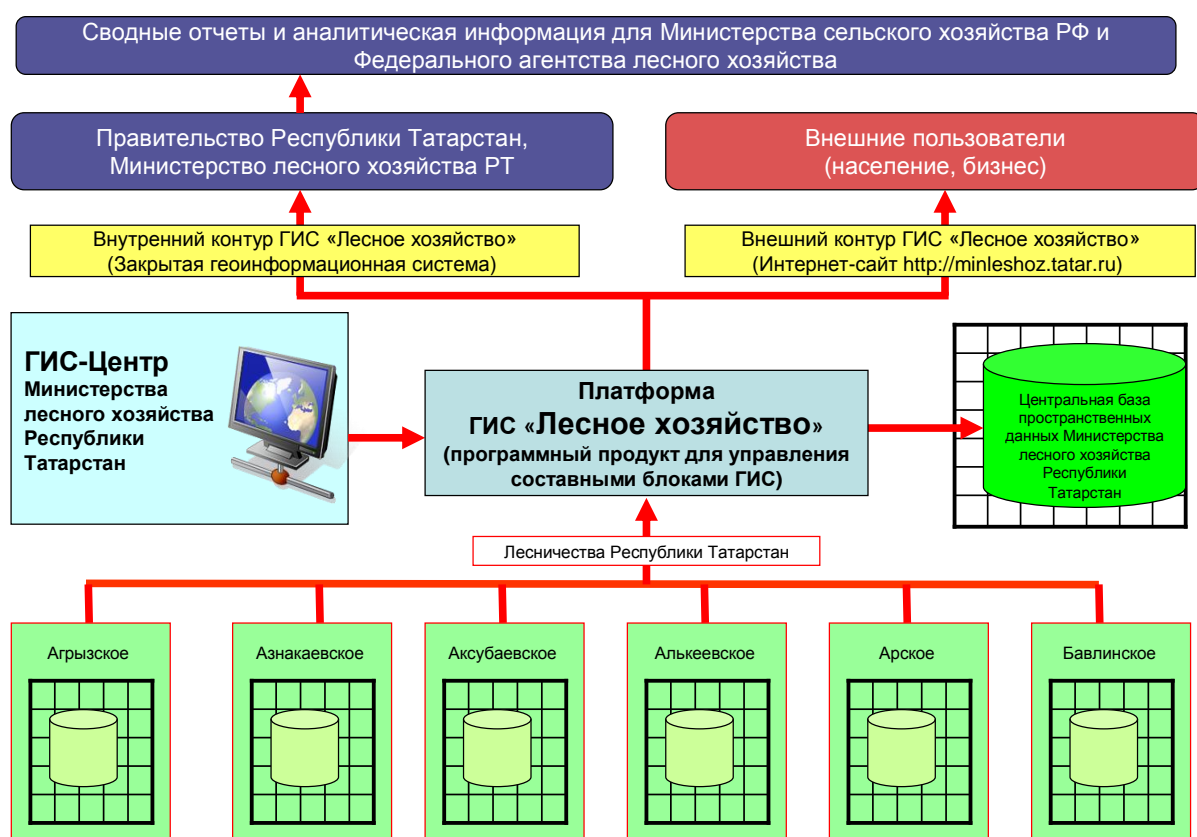 Сводные отчеты и аналитическая информация для Министерства сельского хозяйства РФ и
Федерального агентства лесного хозяйства
Правительство Республики Татарстан,
Министерство лесного хозяйства РТ
Внешние пользователи
(население, бизнес)
Внутренний контур ГИС «Лесное хозяйство»
(Закрытая геоинформационная система)
Внешний контур ГИС «Лесное хозяйство»
(Интернет-сайт http://minleshoz.tatar.ru)
ГИС-Центр
Министерства
лесного хозяйства
Республики
Татарстан
Платформа
ГИС «Лесное хозяйство»
(программный продукт для управления
составными блоками ГИС)
Центральная база
пространственных
данных Министерства
лесного хозяйства
Республики
Татарстан
Лесничества Республики Татарстан
Агрызское
Азнакаевское
Аксубаевское
Алькеевское
Арское
Бавлинское